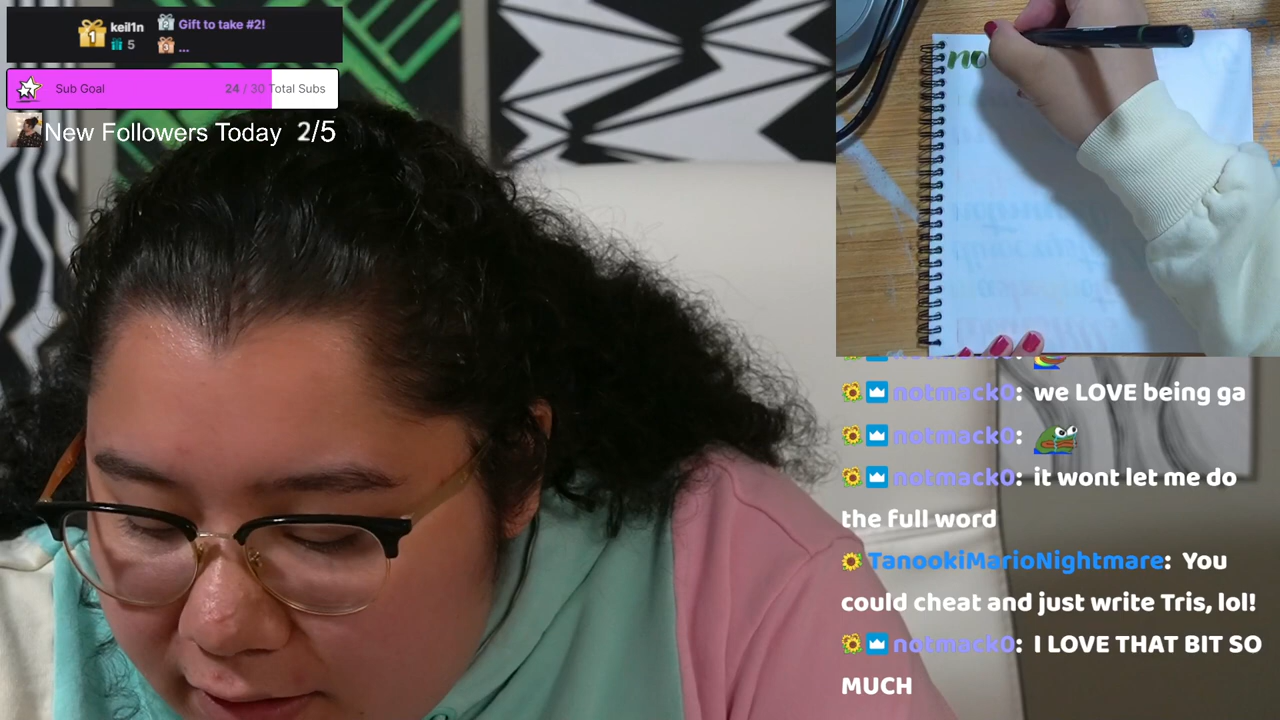 keil1n
5
Gift to take #2!
...
Sub Goal
24 / 30 Total Subs
New Followers Today 2/5
no
notmack0: we LOVE being ga
notmack0:
notmack0: it wont let me do
the full word
TanookiMarioNightmare: You
could cheat and just write Tris, lol!
notmack0: I LOVE THAT BIT SO
MUCH